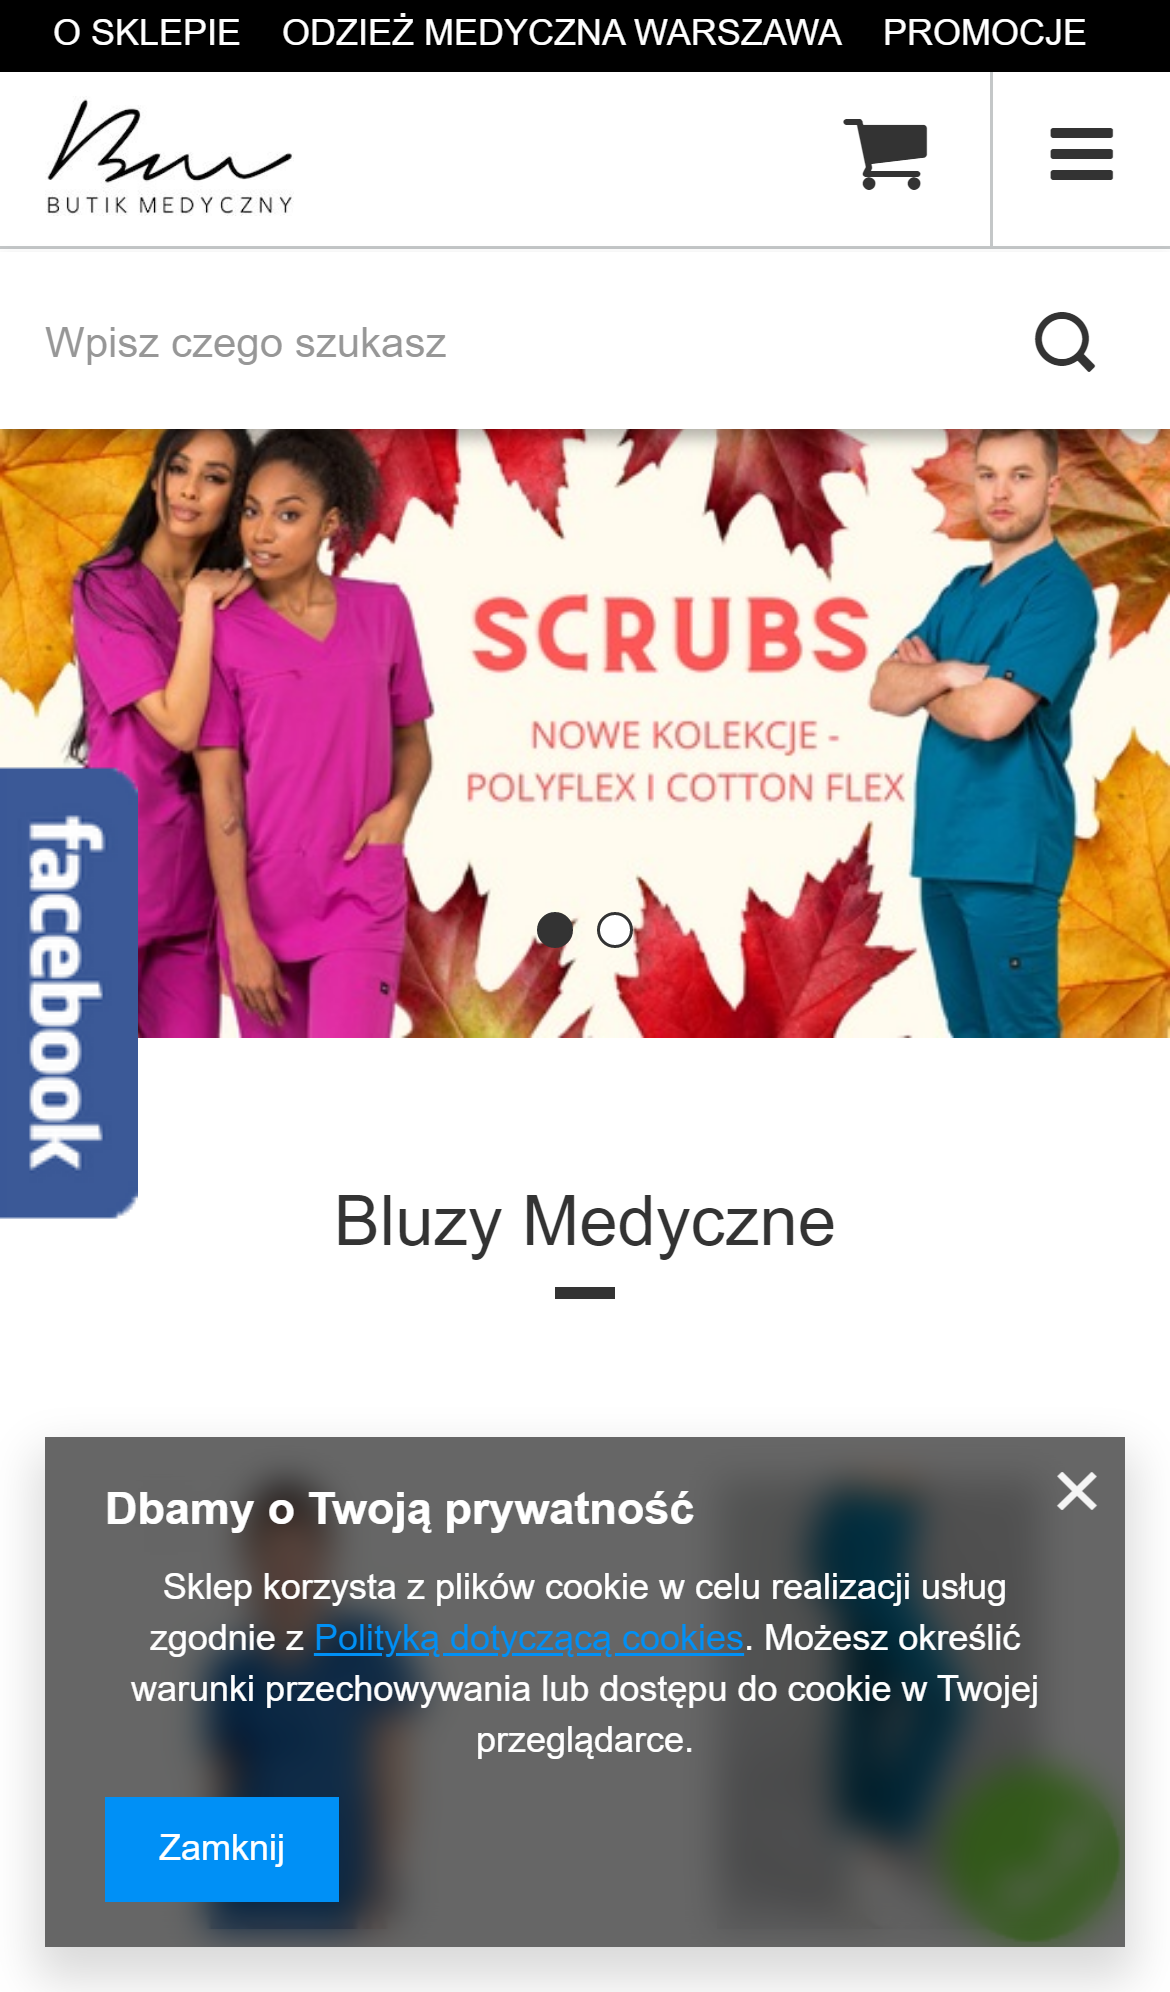 O SKLEPIE ODZIEŻ MEDYCZNA WARSZAWA PROMOCJE
Bm
BUTIK MEDYCZNY
Wpisz czego szukasz
SCRUBS
NOWE KOLEKCJE -
POLYFLEX I COTTON FLEX
facebook
Bluzy Medyczne
Dbamy o Twoją prywatność
Sklep korzysta z plików cookie w celu realizacji usług
zgodnie z Polityką dotyczącą cookies. Możesz określić
warunki przechowywania lub dostępu do cookie w Twojej
przeglądarce.
Zamknij